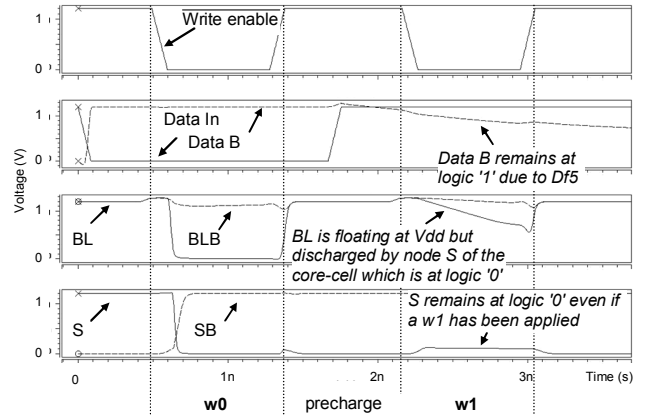 1
Write enable
0
1
Data In
Data B
0
Data B remains at
logic '1' due to Df5
Voltage (V)
1
BL
BLB
BL is floating at Vdd but
discharged by node S of the
core-cell which is at logic '0'
0
1
S
SB
S remains at logic '0' even if
a w1 has been applied
0
0
1n
2n
3n
Time (s)
w0
precharge
w1